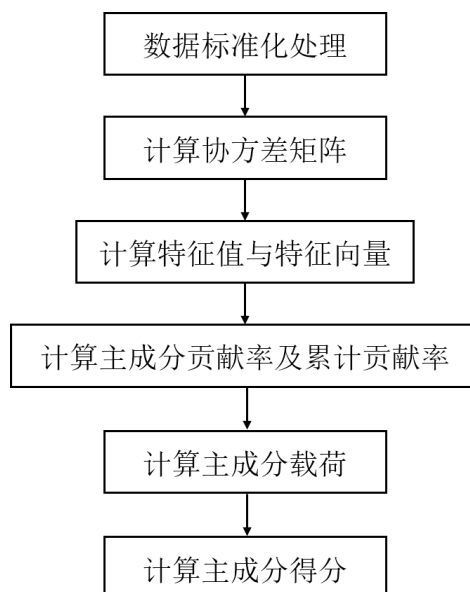 数据标准化处理
计算协方差矩阵
计算特征值与特征向量
计算主成分贡献率及累计贡献率
计算主成分载荷
计算主成分得分